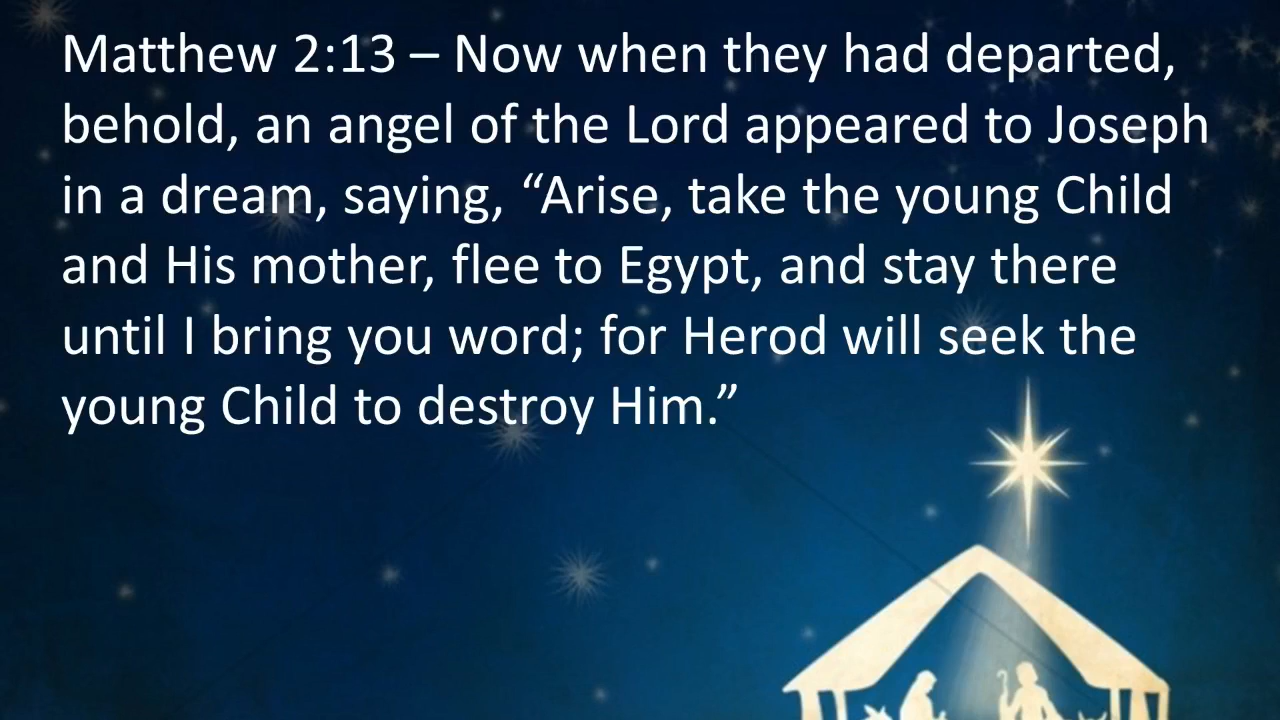 Matthew 2:13 – Now when they had departed,
behold, an angel of the Lord appeared to Joseph
in a dream, saying, “Arise, take the young Child
and His mother, flee to Egypt, and stay there
until I bring you word; for Herod will seek the
young Child to destroy Him.”